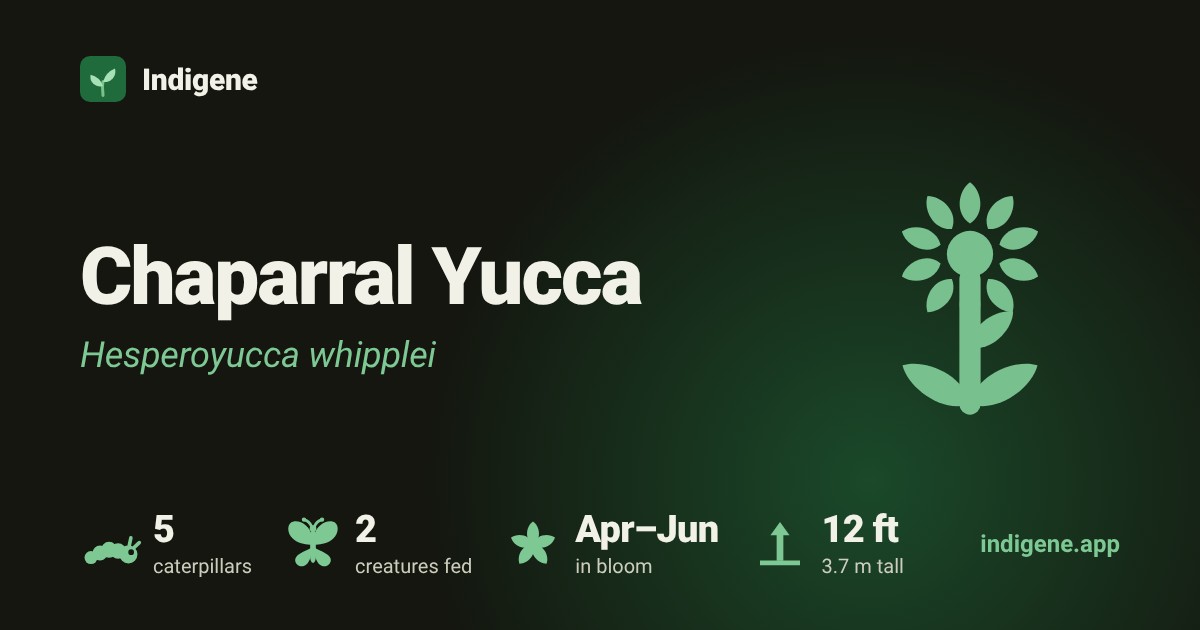 Indigene
Chaparral Yucca
Hesperoyucca whipplei
5
caterpillars
2
creatures fed
Apr–Jun
in bloom
12 ft
3.7 m tall
indigene.app